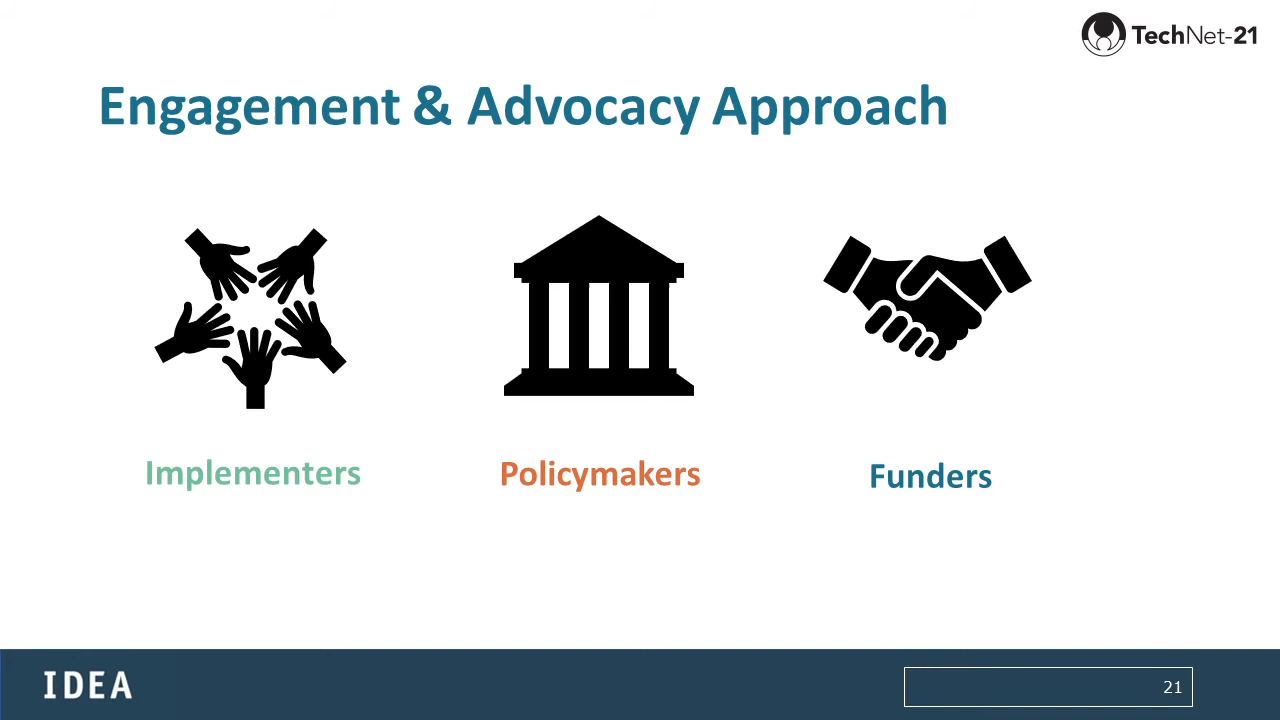 TechNet-21
Engagement & Advocacy Approach
Implementers
Policymakers
Funders
IDEA
21